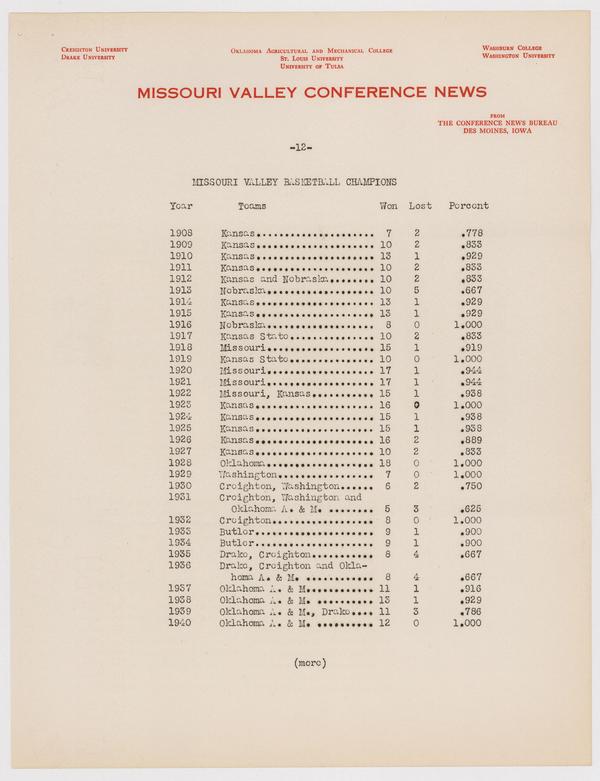 CREIGHTON UNIVERSITY
DRAKE UNIVERSITY
OKLAHOMA AGRICULTURAL AND MECHANICAL COLLEGE
ST. LOUIS UNIVERSITY
UNIVERSITY OF TULSA
WASHBURN COLLEGE
WASHINGTON UNIVERSITY
MISSOURI VALLEY CONFERENCE NEWS
FROM
THE CONFERENCE NEWS BUREAU
DES MOINES, IOWA
-12-
MISSOURI VALLEY BASKETBALL CHAMPIONS
Year Teams Won Lost Percent
1908 Kansas..................... 7 2 .778
1909 Kansas..................... 10 2 .833
1910 Kansas..................... 13 1 .929
1911 Kansas..................... 10 2 .833
1912 Kansas and Nebraska........ 10 2 .833
1913 Nebraska................... 10 5 .667
1914 Kansas..................... 13 1 .929
1915 Kansas..................... 13 1 .929
1916 Nebraska................... 8 0 1.000
1917 Kansas State............... 10 2 .833
1918 Missouri................... 15 1 .919
1919 Kansas State............... 10 0 1.000
1920 Missouri................... 17 1 .944
1921 Missouri................... 17 1 .944
1922 Missouri, Kansas........... 15 1 .938
1923 Kansas..................... 16 0 1.000
1924 Kansas..................... 15 1 .938
1925 Kansas..................... 15 1 .938
1926 Kansas..................... 16 2 .889
1927 Kansas..................... 10 2 .833
1928 Oklahoma................... 18 0 1.000
1929 Washington................. 7 0 1.000
1930 Creighton, Washington...... 6 2 .750
1931 Creighton, Washington and
Oklahoma A. & M. ........ 5 3 .625
1932 Creighton.................. 8 0 1.000
1933 Butler..................... 9 1 .900
1934 Butler..................... 9 1 .900
1935 Drake, Creighton........... 8 4 .667
1936 Drake, Creighton and Okla-
homa A. & M. ............ 8 4 .667
1937 Oklahoma A. & M............ 11 1 .916
1938 Oklahoma A. & M. .......... 13 1 .929
1939 Oklahoma A. & M., Drake.... 11 3 .786
1940 Oklahoma A. & M. .......... 12 0 1.000
(more)